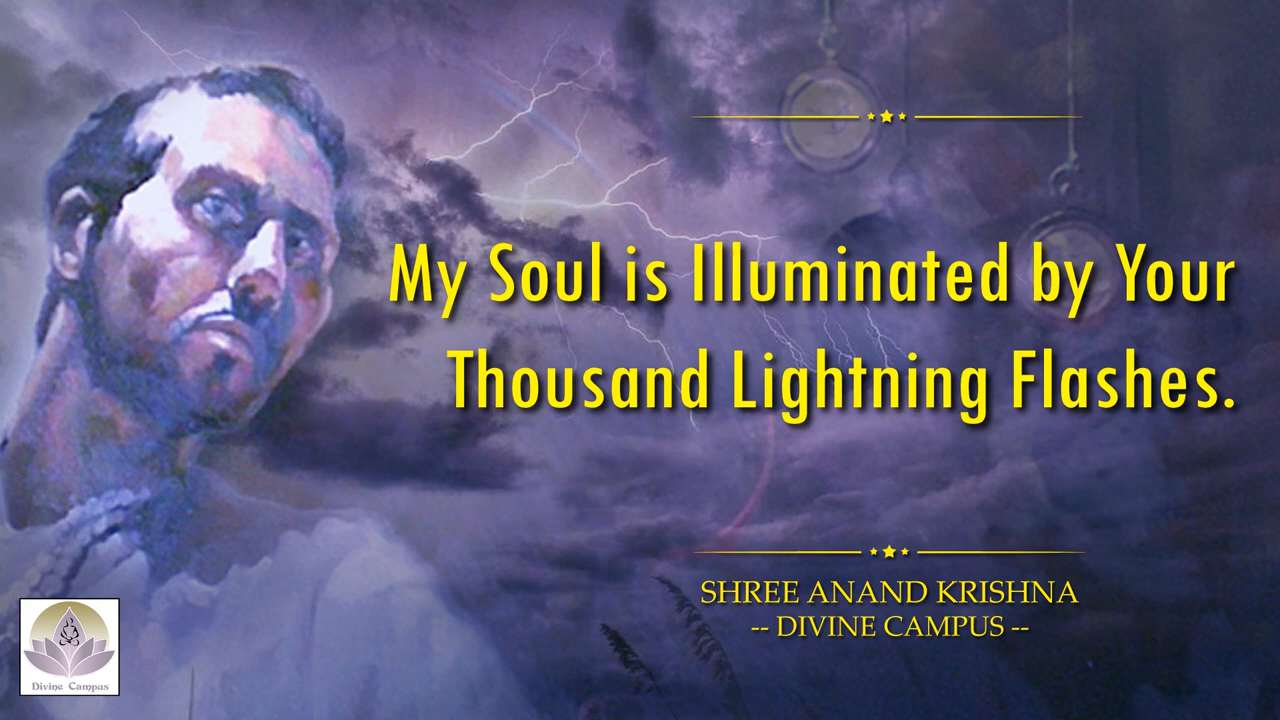 My Soul is Illuminated by Your
Thousand Lightning Flashes.
SHREE ANAND KRISHNA
-- DIVINE CAMPUS --
Divine Campus